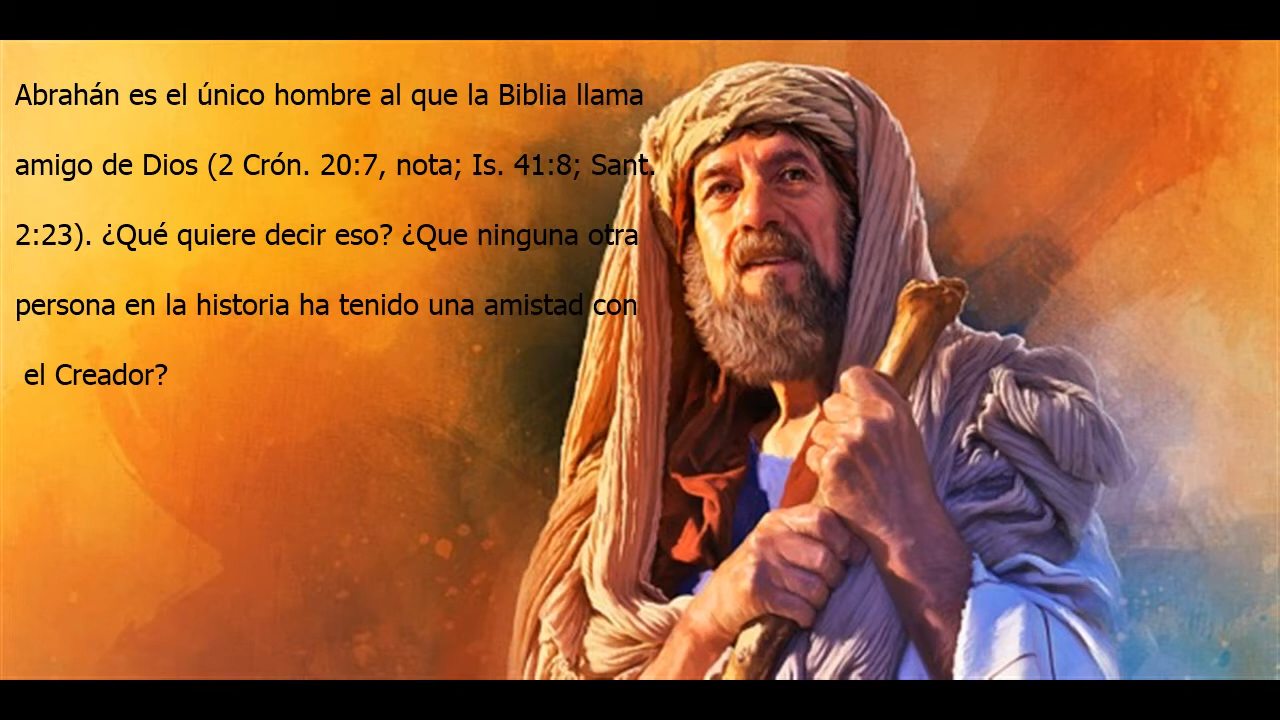 Abrahán es el único hombre al que la Biblia llama
amigo de Dios (2 Crón. 20:7, nota; Is. 41:8; Sant.
2:23). ¿Qué quiere decir eso? ¿Que ninguna otra
persona en la historia ha tenido una amistad con
el Creador?